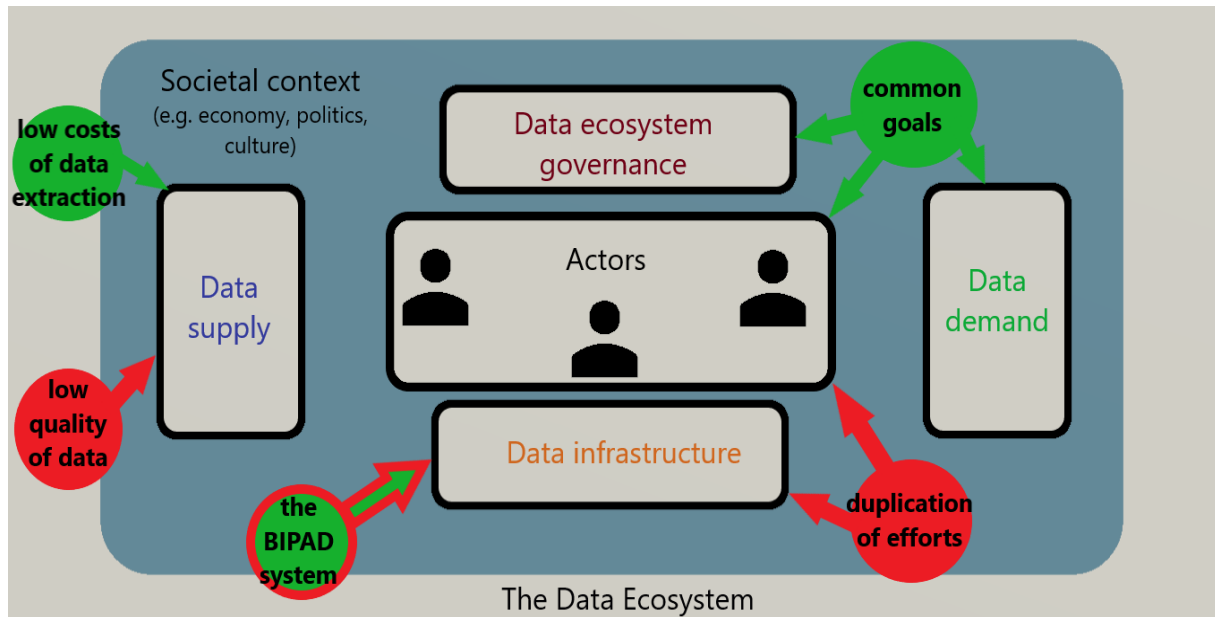 Societal context
(e.g. economy, politics,
culture)
low costs
of data
extraction
Data ecosystem
governance
common
goals
Data
supply
Actors
Data
demand
low
quality
of data
Data infrastructure
the
BIPAD
system
duplication
of efforts
The Data Ecosystem